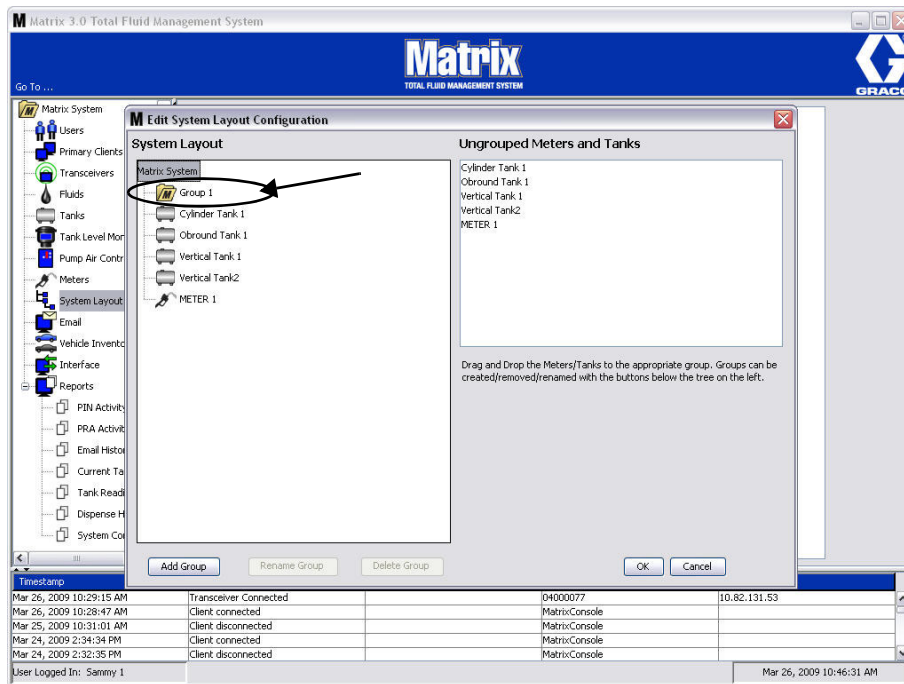 Matrix 3.0 Total Fluid Management System
Matrix
TOTAL FLUID MANAGEMENT SYSTEM
Go To ...
GRACO
Matrix System
Users
Primary Clients
Transceivers
Fluids
Tanks
Tank Level Mor
Pump Air Contr
Meters
System Layout
Email
Vehicle Invento
Interface
Reports
PIN Activity
PRA Activit
Email Histor
Current Ta
Tank Readi
Dispense H
System Cor
M Edit System Layout Configuration
System Layout
Matrix System
Group 1
Cylinder Tank 1
Obround Tank 1
Vertical Tank 1
Vertical Tank2
METER 1
Ungrouped Meters and Tanks
Cylinder Tank 1
Obround Tank 1
Vertical Tank 1
Vertical Tank2
METER 1
Drag and Drop the Meters/Tanks to the appropriate group. Groups can be
created/removed/renamed with the buttons below the tree on the left.
Add Group Rename Group Delete Group OK Cancel
Timestamp
Mar 26, 2009 10:29:15 AM Transceiver Connected 04000077 10.82.131.53
Mar 26, 2009 10:28:47 AM Client connected MatrixConsole
Mar 25, 2009 10:31:01 AM Client disconnected MatrixConsole
Mar 24, 2009 2:34:34 PM Client connected MatrixConsole
Mar 24, 2009 2:32:35 PM Client disconnected MatrixConsole
User Logged In: Sammy 1 Mar 26, 2009 10:46:31 AM